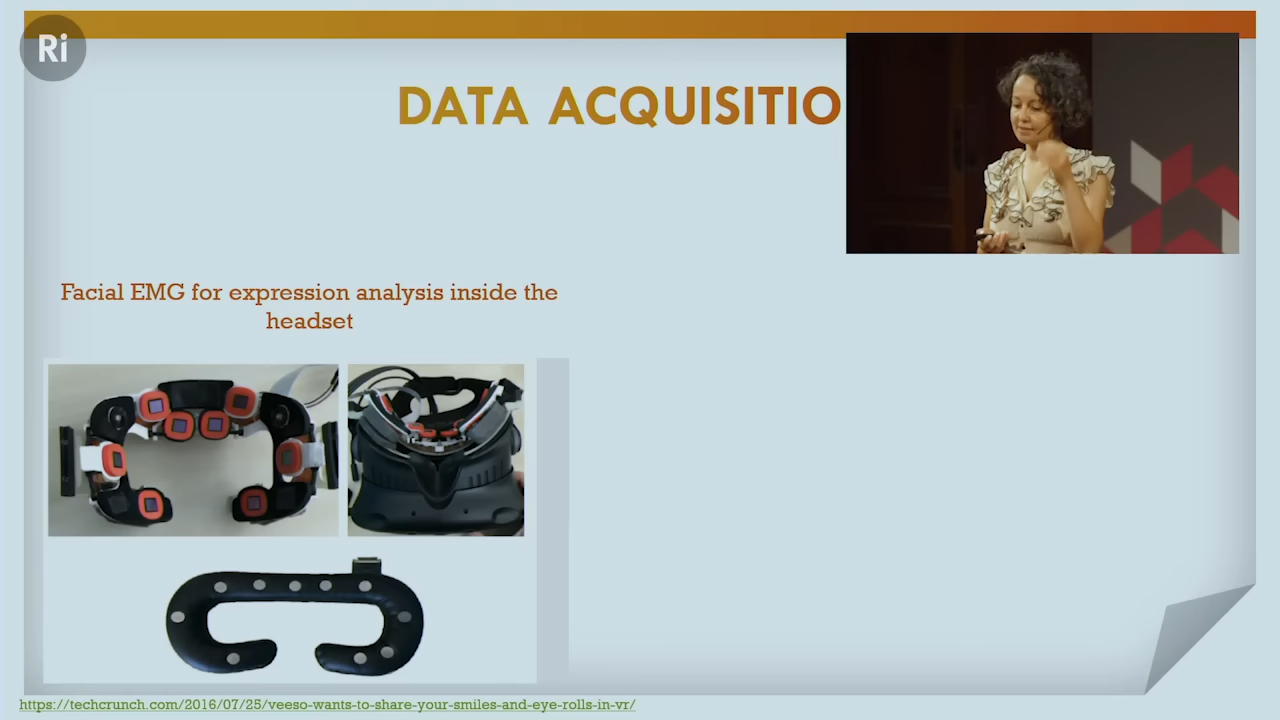 Ri
DATA ACQUISITIO
Facial EMG for expression analysis inside the
headset
https://techcrunch.com/2016/07/25/veeso-wants-to-share-your-smiles-and-eye-rolls-in-vr/